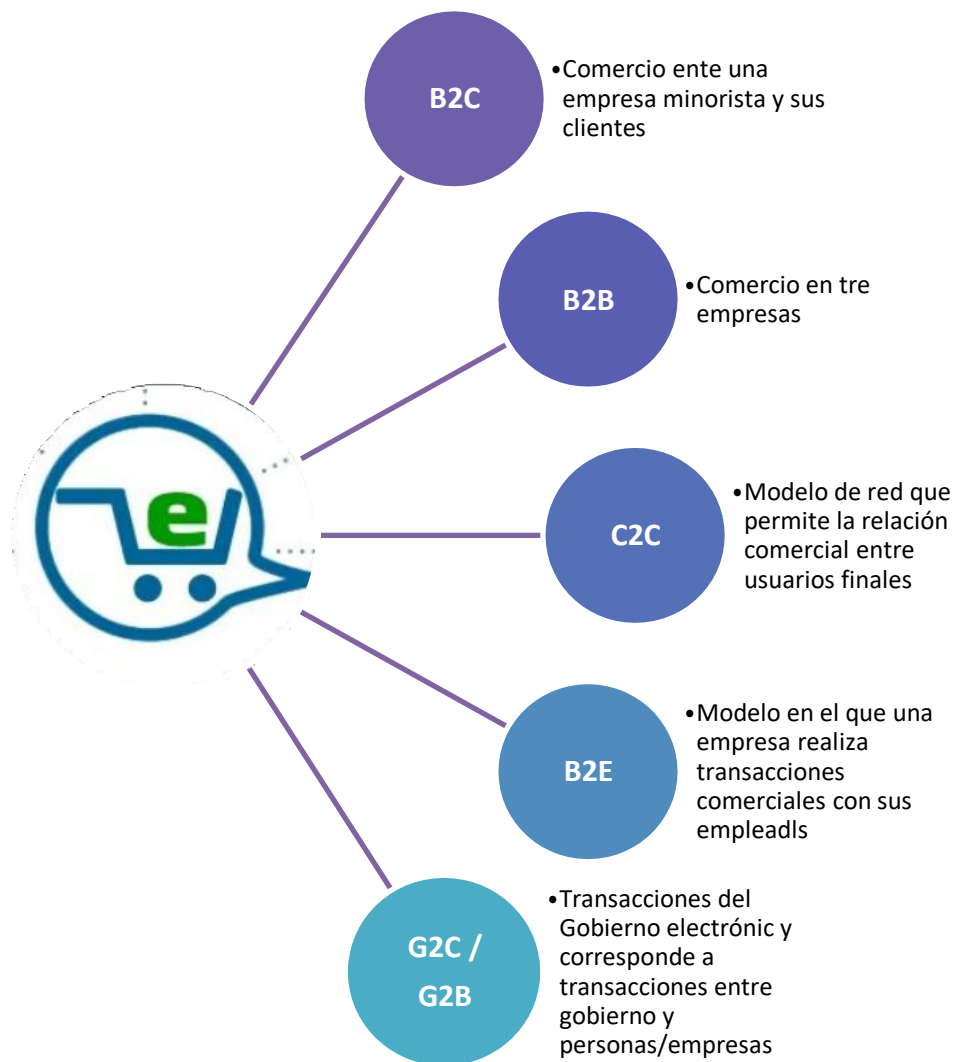 B2C
•Comercio ente una
empresa minorista y sus
clientes
B2B
•Comercio en tre
empresas
e
C2C
•Modelo de red que
permite la relación
comercial entre
usuarios finales
B2E
•Modelo en el que una
empresa realiza
transacciones
comerciales con sus
empleadls
G2C /
G2B
•Transacciones del
Gobierno electrónic y
corresponde a
transacciones entre
gobierno y
personas/empresas